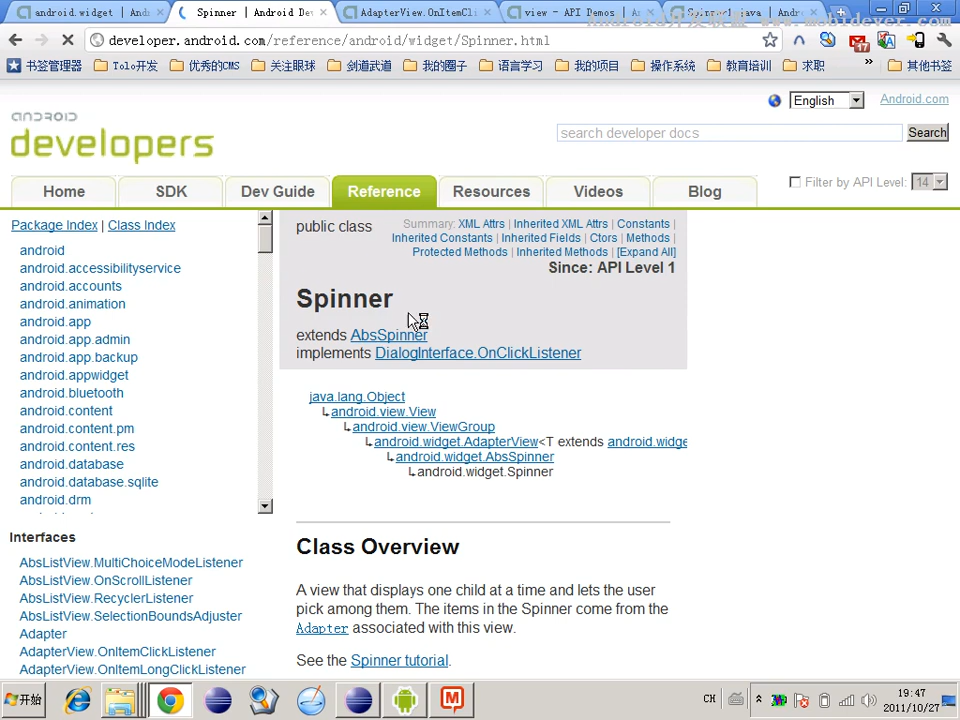 android.widget | Andr
Spinner | Android De
AdapterView.OnItemCli
view - API Demos | An
Spinner1.java | Andro
www.mobidever.com
developer.android.com/reference/android/widget/Spinner.html
17
书签管理器 Tolo开发 优秀的CMS 关注眼球 剑道武道 我的圈子 语言学习 我的项目 操作系统 教育培训 求职 » 其他书签
English Android.com
android
developers
search developer docs Search
Home SDK Dev Guide Reference Resources Videos Blog Filter by API Level: 14
Package Index | Class Index
android
android.accessibilityservice
android.accounts
android.animation
android.app
android.app.admin
android.app.backup
android.appwidget
android.bluetooth
android.content
android.content.pm
android.content.res
android.database
android.database.sqlite
android.drm
Interfaces
AbsListView.MultiChoiceModeListener
AbsListView.OnScrollListener
AbsListView.RecyclerListener
AbsListView.SelectionBoundsAdjuster
Adapter
AdapterView.OnItemClickListener
AdapterView.OnItemLongClickListener
public class
Summary: XML Attrs | Inherited XML Attrs | Constants |
Inherited Constants | Inherited Fields | Ctors | Methods |
Protected Methods | Inherited Methods | [Expand All]
Since: API Level 1
Spinner
extends AbsSpinner
implements DialogInterface.OnClickListener
java.lang.Object
↳android.view.View
↳android.view.ViewGroup
↳android.widget.AdapterView<T extends android.widge
↳android.widget.AbsSpinner
↳android.widget.Spinner
Class Overview
A view that displays one child at a time and lets the user
pick among them. The items in the Spinner come from the
Adapter associated with this view.
See the Spinner tutorial.
开始
CH
19:47
2011/10/27